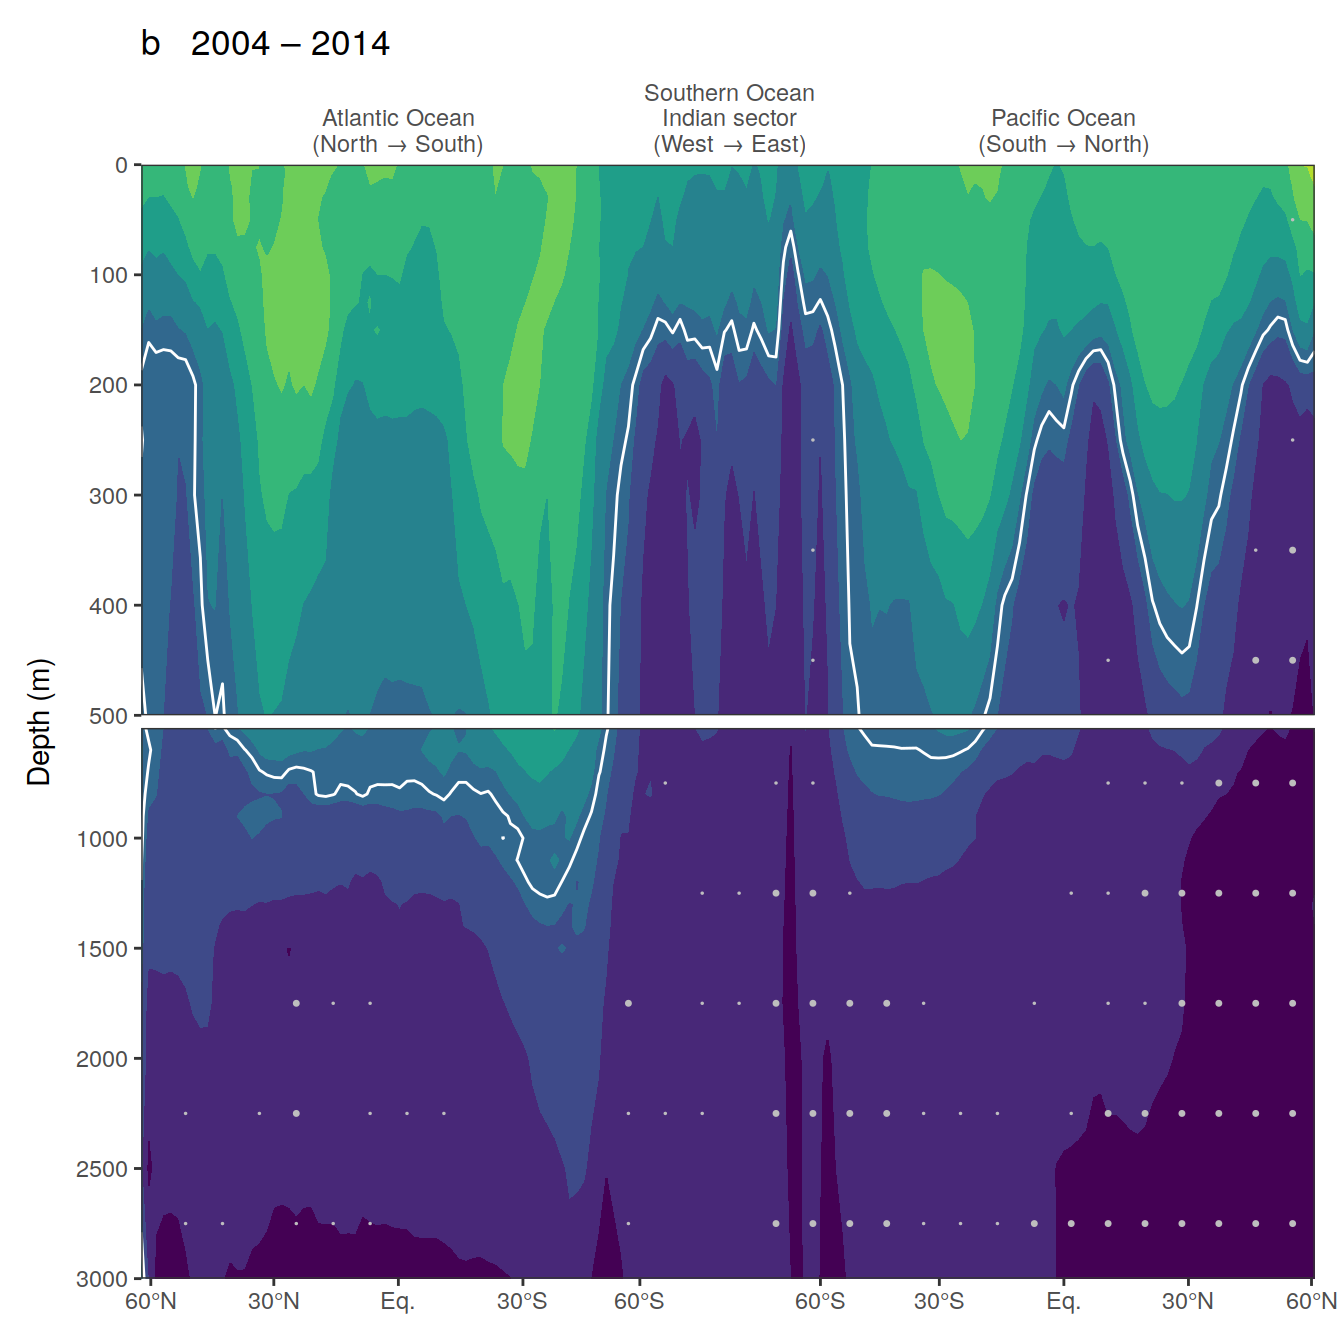 b 2004 – 2014
Southern Ocean
Atlantic Ocean Indian sector Pacific Ocean
(North → South) (West → East) (South → North)
0
100
200
300
400
500
Depth (m)
1000
1500
2000
2500
3000
60°N 30°N Eq. 30°S 60°S 60°S 30°S Eq. 30°N 60°N